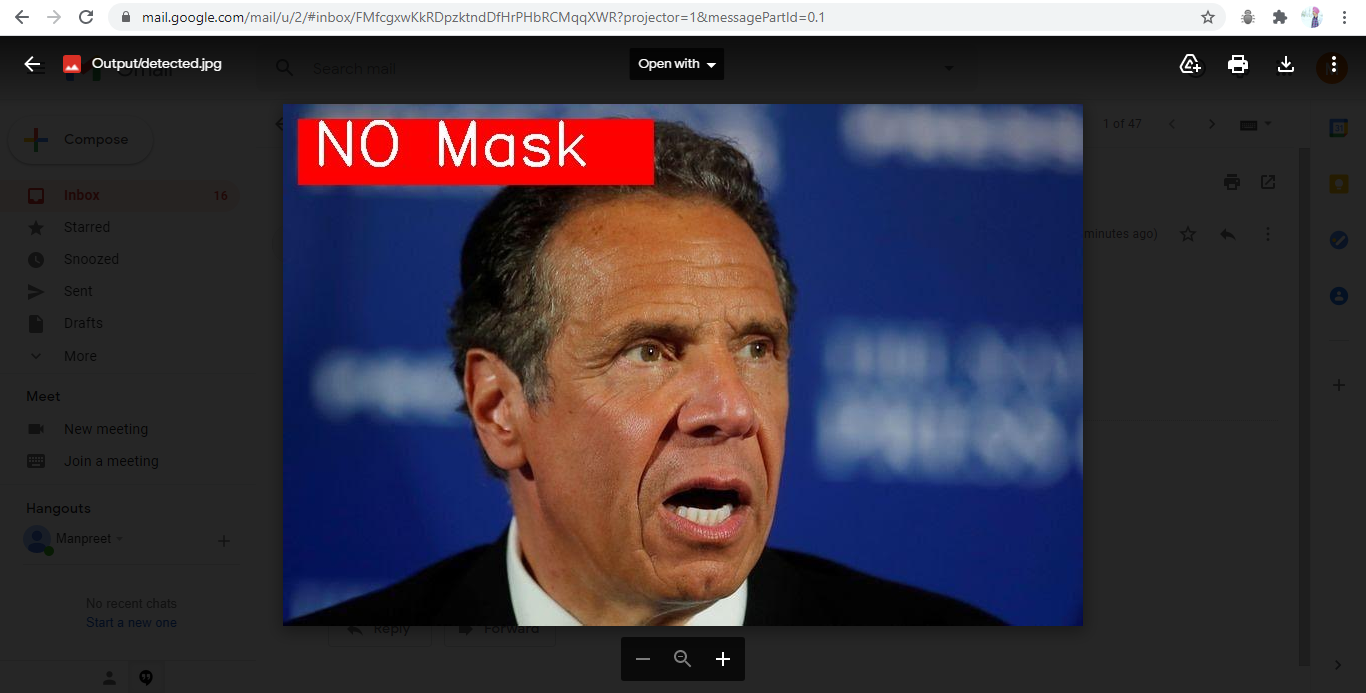 mail.google.com/mail/u/2/#inbox/FMfcgxwKkRDpzktndDfHrPHbRCMqqXWR?projector=1&messagePartId=0.1
Output/detected.jpg
Gmail
Search mail
Open with
NO Mask
Compose
1 of 47
Inbox 16
Starred
minutes ago)
Snoozed
Sent
Drafts
More
Meet
New meeting
Join a meeting
Hangouts
Manpreet
No recent chats
Start a new one
Reply
Forward